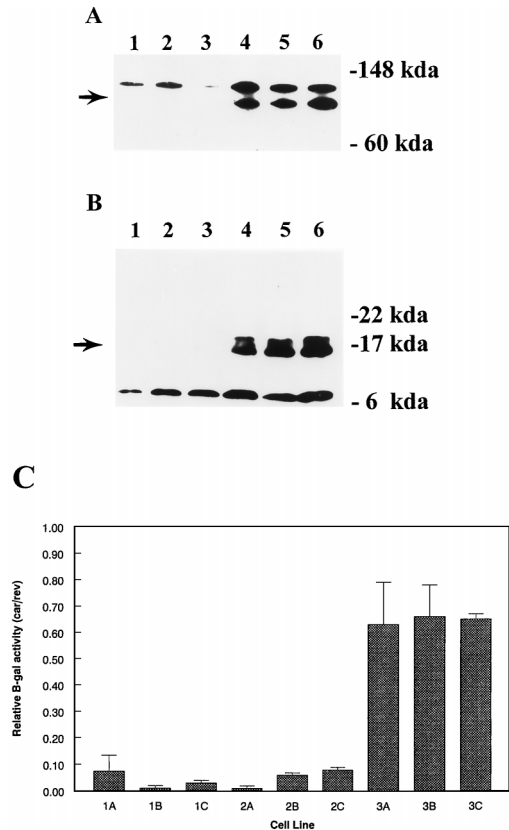 A
1 2 3 4 5 6
-148 kda
- 60 kda
B
1 2 3 4 5 6
-22 kda
-17 kda
- 6 kda
C
Relative B-gal activity (car/rev)
1.00
0.90
0.80
0.70
0.60
0.50
0.40
0.30
0.20
0.10
0.00
1A 1B 1C 2A 2B 2C 3A 3B 3C
Cell Line